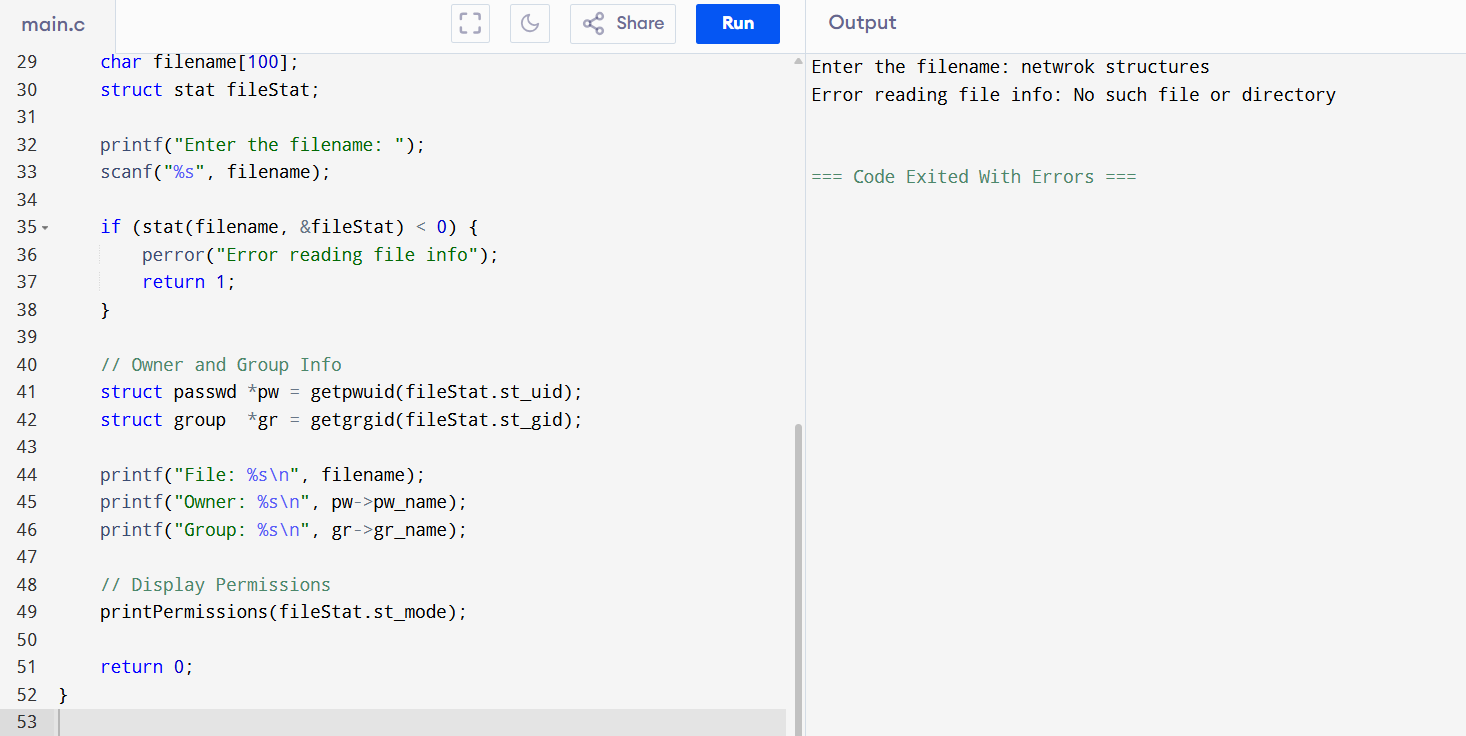 main.c
Share
Run
Output
29 char filename[100];
30 struct stat fileStat;
31
32 printf("Enter the filename: ");
33 scanf("%s", filename);
34
35 if (stat(filename, &fileStat) < 0) {
36 perror("Error reading file info");
37 return 1;
38 }
39
40 // Owner and Group Info
41 struct passwd *pw = getpwuid(fileStat.st_uid);
42 struct group  *gr = getgrgid(fileStat.st_gid);
43
44 printf("File: %s\n", filename);
45 printf("Owner: %s\n", pw->pw_name);
46 printf("Group: %s\n", gr->gr_name);
47
48 // Display Permissions
49 printPermissions(fileStat.st_mode);
50
51 return 0;
52 }
53
Enter the filename: netwrok structures
Error reading file info: No such file or directory
=== Code Exited With Errors ===